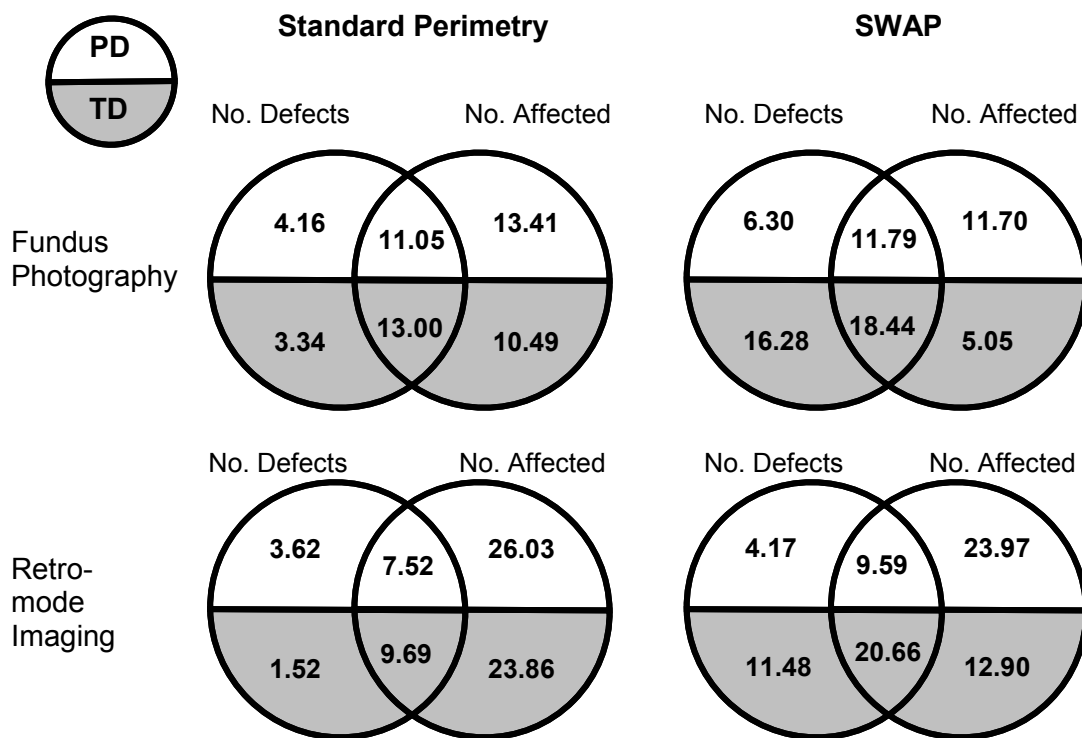 Standard Perimetry SWAP
PD
TD
No. Defects No. Affected No. Defects No. Affected
Fundus
Photography
4.16 11.05 13.41 6.30 11.79 11.70
3.34 13.00 10.49 16.28 18.44 5.05
No. Defects No. Affected No. Defects No. Affected
Retro-
mode
Imaging
3.62 7.52 26.03 4.17 9.59 23.97
1.52 9.69 23.86 11.48 20.66 12.90